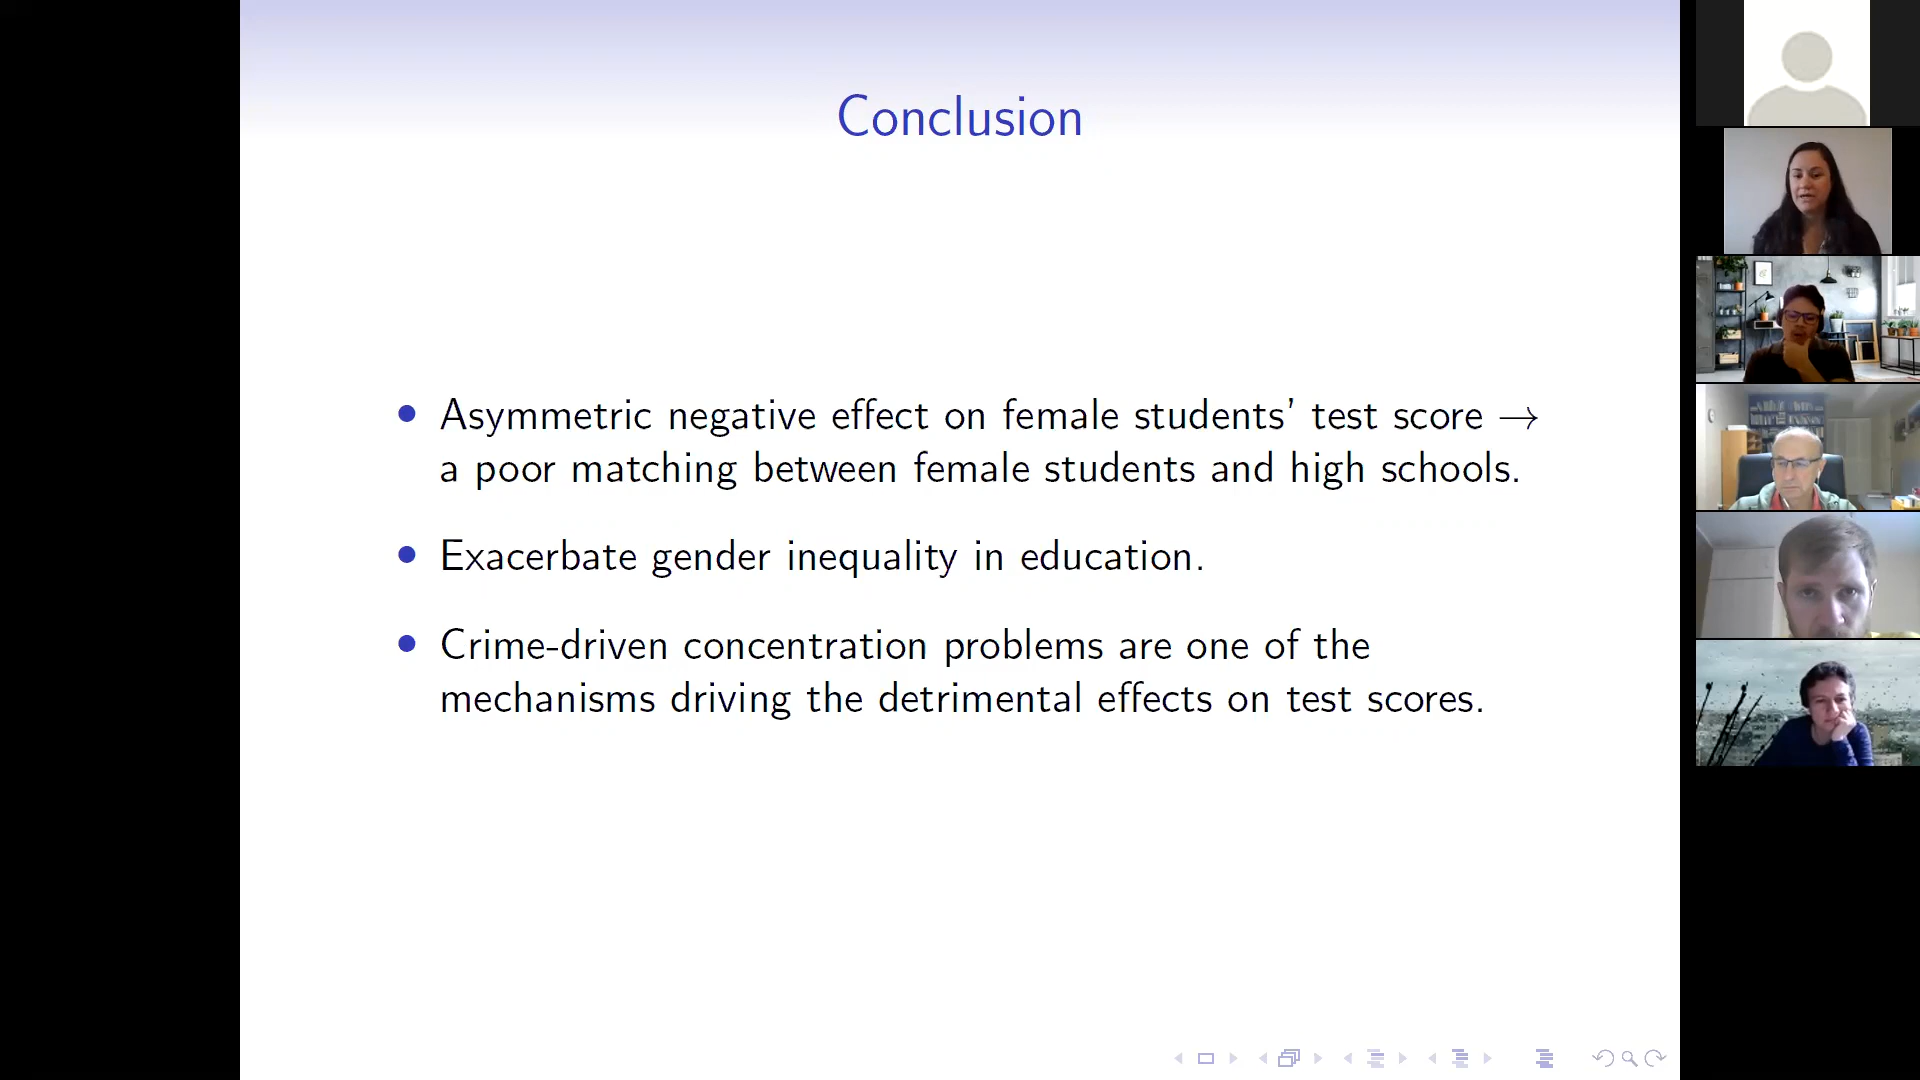 Conclusion
• Asymmetric negative effect on female students’ test score →
a poor matching between female students and high schools.
• Exacerbate gender inequality in education.
• Crime-driven concentration problems are one of the
mechanisms driving the detrimental effects on test scores.